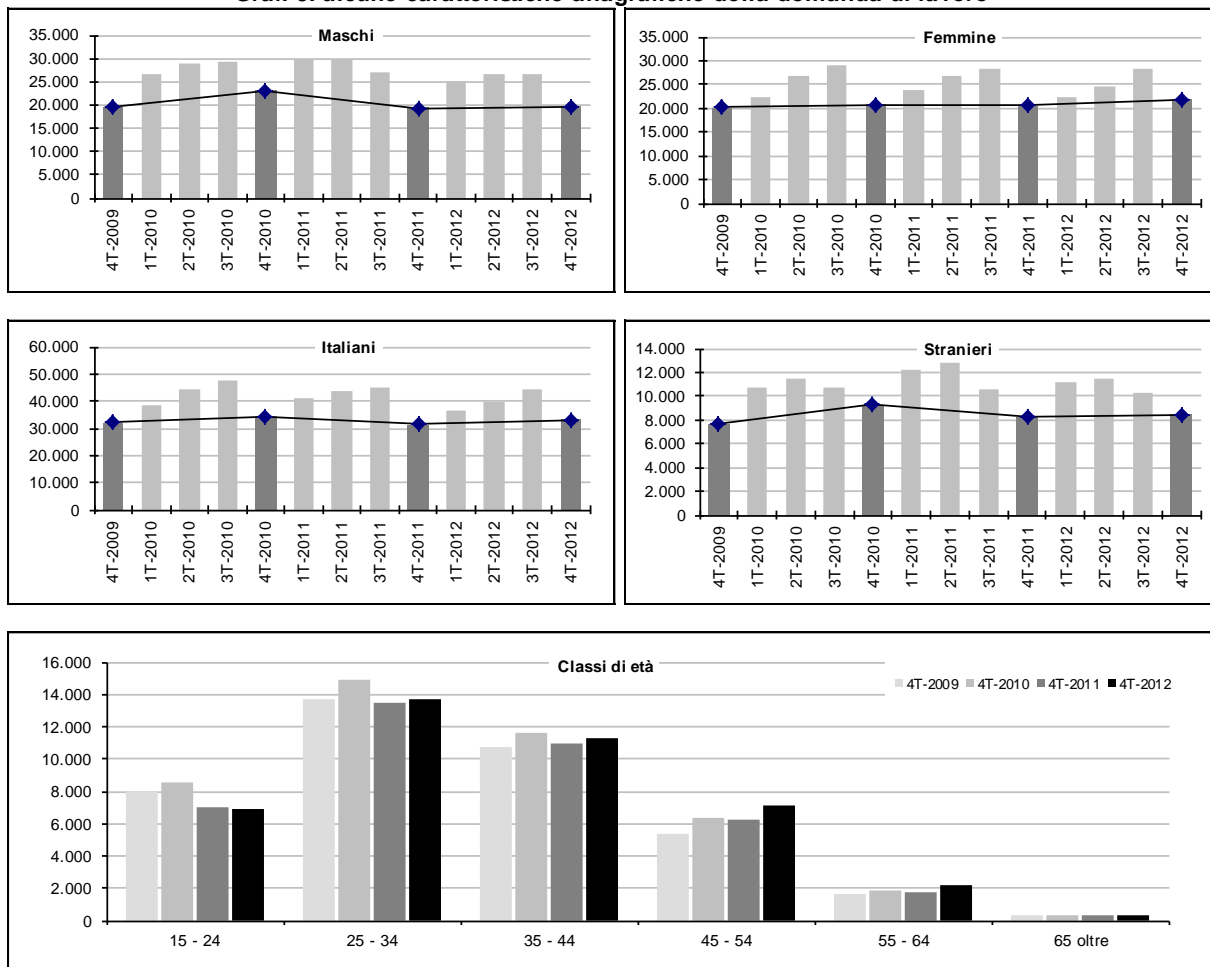 Maschi
35.000
30.000
25.000
20.000
15.000
10.000
5.000
0
4T-2009
1T-2010
2T-2010
3T-2010
4T-2010
1T-2011
2T-2011
3T-2011
4T-2011
1T-2012
2T-2012
3T-2012
4T-2012
Femmine
35.000
30.000
25.000
20.000
15.000
10.000
5.000
0
4T-2009
1T-2010
2T-2010
3T-2010
4T-2010
1T-2011
2T-2011
3T-2011
4T-2011
1T-2012
2T-2012
3T-2012
4T-2012
Italiani
60.000
50.000
40.000
30.000
20.000
10.000
0
4T-2009
1T-2010
2T-2010
3T-2010
4T-2010
1T-2011
2T-2011
3T-2011
4T-2011
1T-2012
2T-2012
3T-2012
4T-2012
Stranieri
14.000
12.000
10.000
8.000
6.000
4.000
2.000
0
4T-2009
1T-2010
2T-2010
3T-2010
4T-2010
1T-2011
2T-2011
3T-2011
4T-2011
1T-2012
2T-2012
3T-2012
4T-2012
Classi di età
4T-2009 4T-2010 4T-2011 4T-2012
16.000
14.000
12.000
10.000
8.000
6.000
4.000
2.000
0
15 - 24 25 - 34 35 - 44 45 - 54 55 - 64 65 oltre